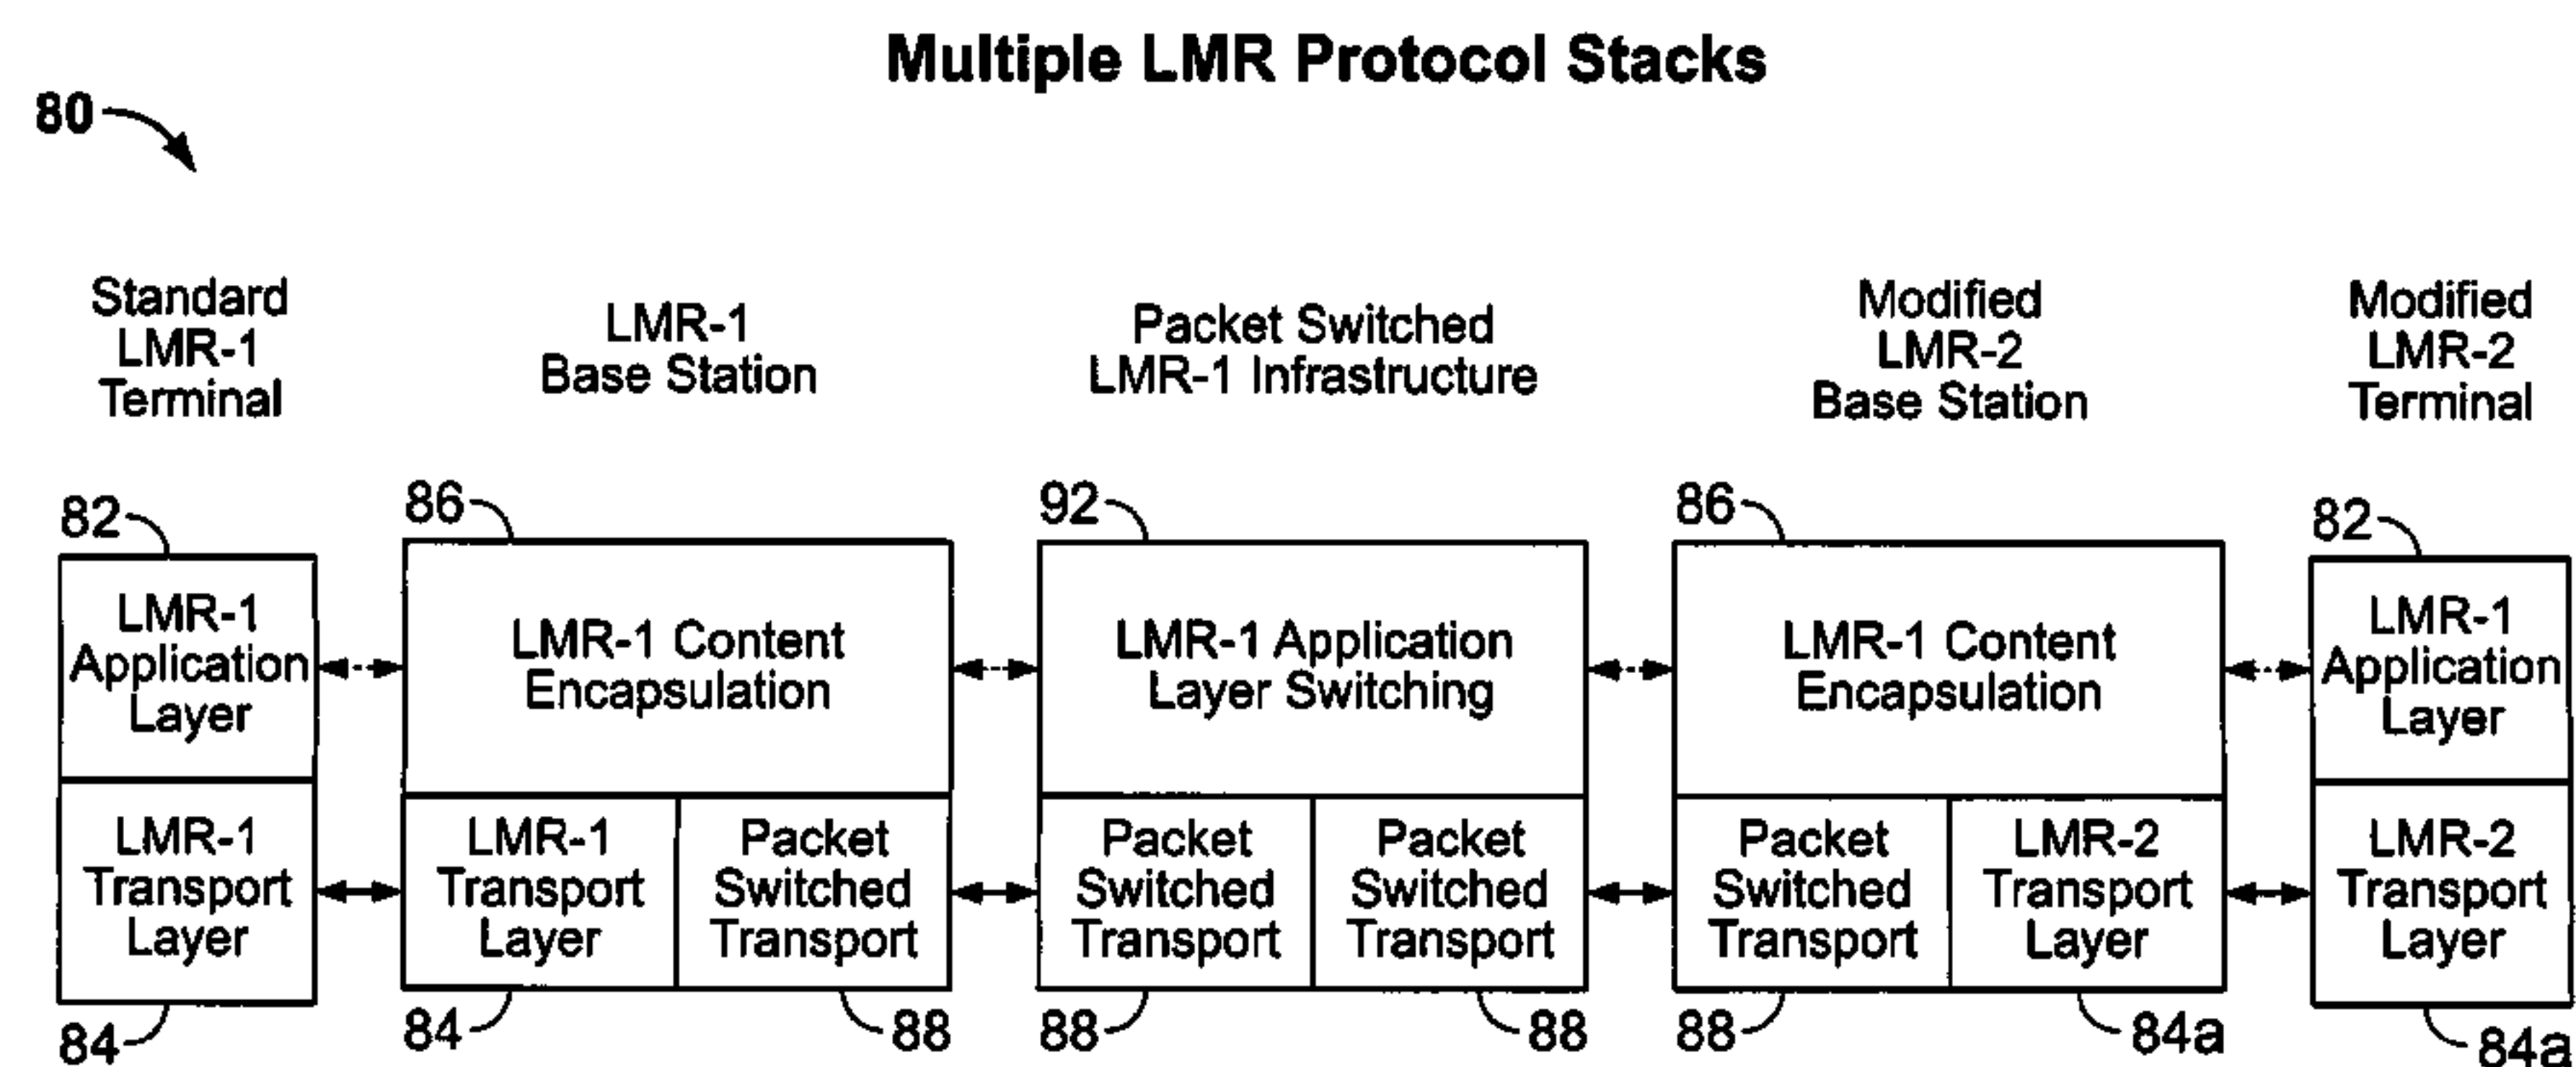 Multiple LMR Protocol Stacks
80
Standard
LMR-1
Terminal
LMR-1
Base Station
Packet Switched
LMR-1 Infrastructure
Modified
LMR-2
Base Station
Modified
LMR-2
Terminal
82
LMR-1
Application
Layer
LMR-1
Transport
Layer
84
86
LMR-1 Content
Encapsulation
LMR-1
Transport
Layer
84
Packet
Switched
Transport
88
92
LMR-1 Application
Layer Switching
Packet
Switched
Transport
88
Packet
Switched
Transport
88
86
LMR-1 Content
Encapsulation
Packet
Switched
Transport
88
LMR-2
Transport
Layer
84a
82
LMR-1
Application
Layer
LMR-2
Transport
Layer
84a